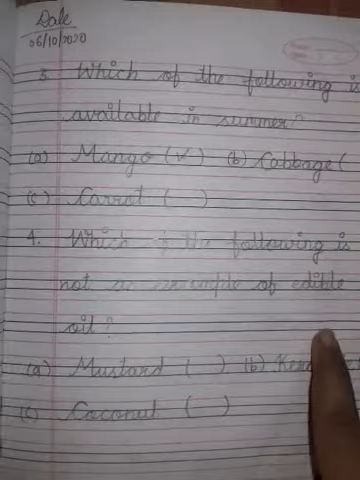 Date
06/10/2020
3. Which of the following is
available in summer?
(a) Mango (✓) (b) Cabbage (
(c) Carrot ( )
4. Which of the following is
not an example of edible
oil?
(a) Mustard ( ) (b)
(c) Coconut ( )